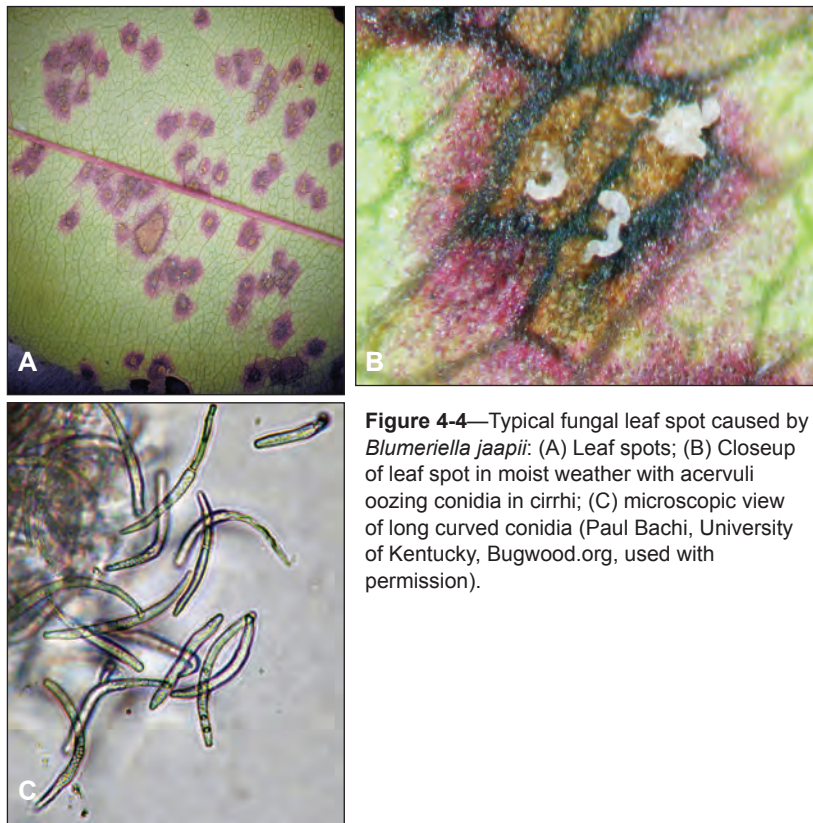 A
B
C
Figure 4-4—Typical fungal leaf spot caused by
Blumeriella jaapii: (A) Leaf spots; (B) Closeup
of leaf spot in moist weather with acervuli
oozing conidia in cirrhi; (C) microscopic view
of long curved conidia (Paul Bachi, University
of Kentucky, Bugwood.org, used with
permission).